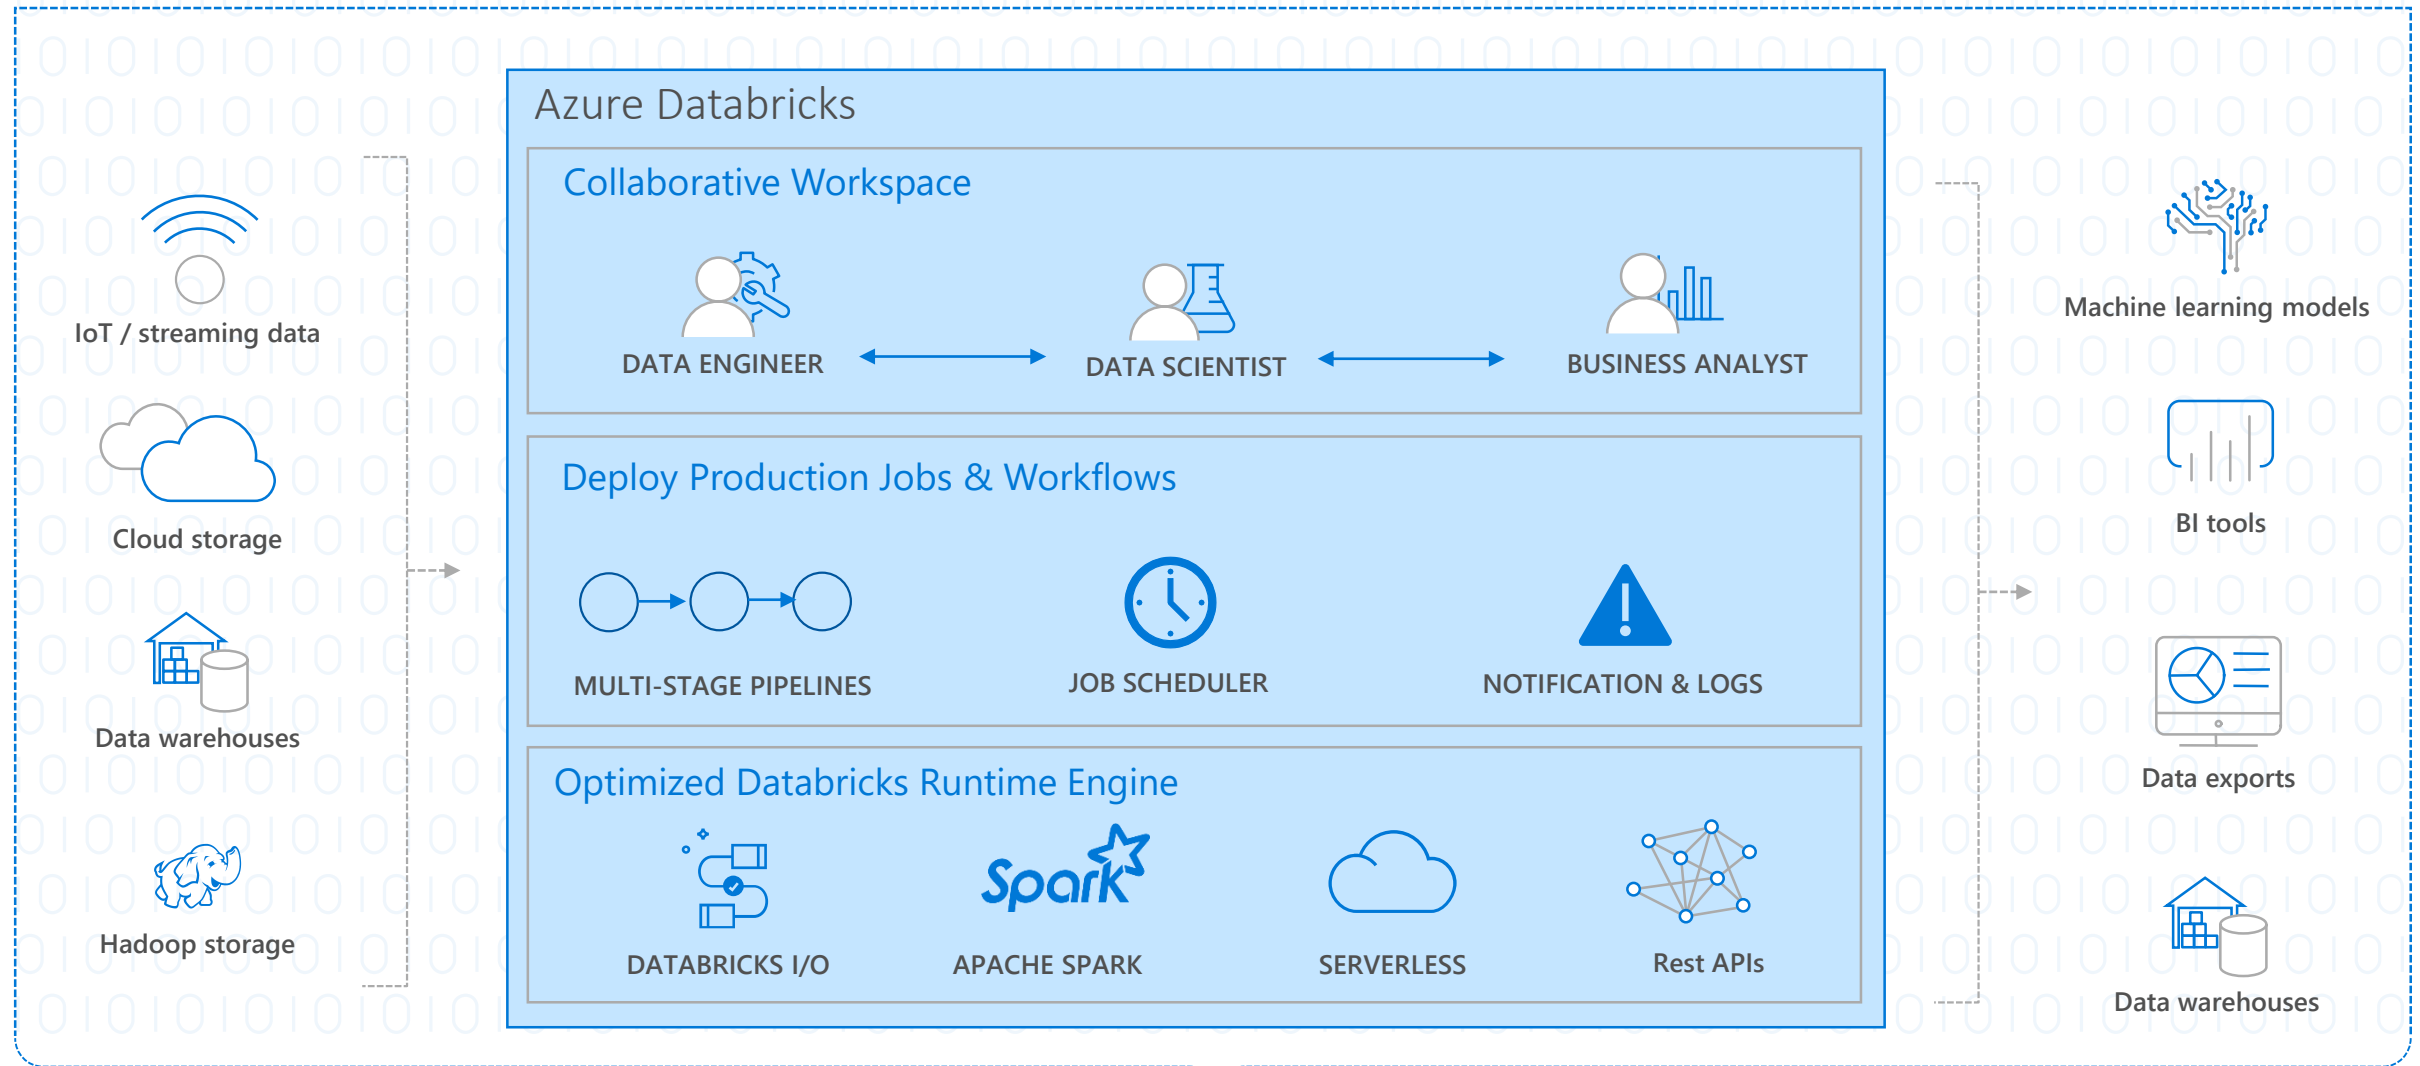 Azure Databricks
Collaborative Workspace
DATA ENGINEER
DATA SCIENTIST
BUSINESS ANALYST
Deploy Production Jobs & Workflows
MULTI-STAGE PIPELINES
JOB SCHEDULER
NOTIFICATION & LOGS
Optimized Databricks Runtime Engine
Spark
DATABRICKS I/O
APACHE SPARK
SERVERLESS
Rest APIs
IoT / streaming data
Cloud storage
Data warehouses
Hadoop storage
Machine learning models
BI tools
Data exports
Data warehouses